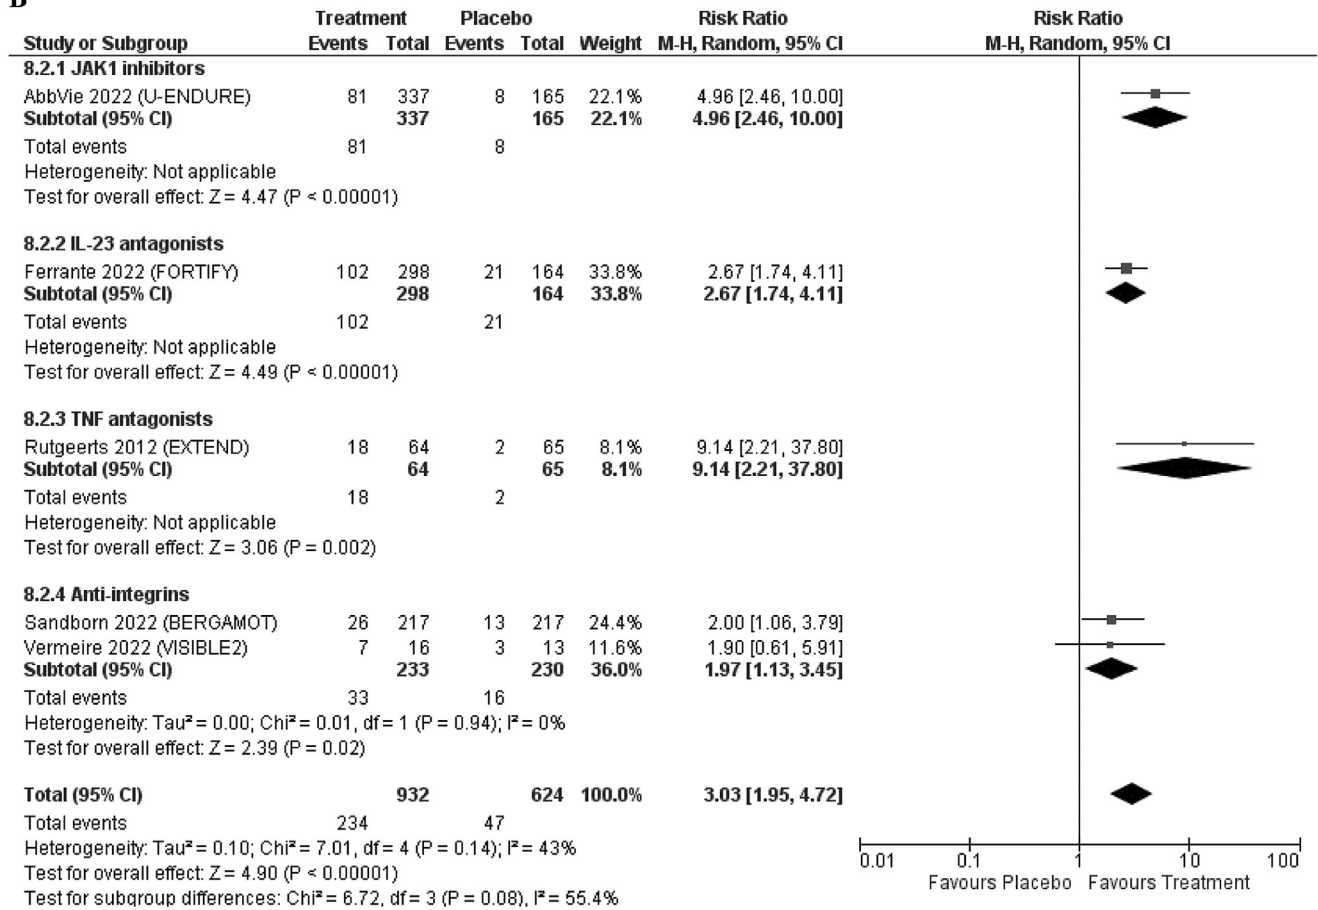 B
Treatment Placebo Risk Ratio Risk Ratio
Study or Subgroup Events Total Events Total Weight M-H, Random, 95% CI M-H, Random, 95% CI
8.2.1 JAK1 inhibitors
AbbVie 2022 (U-ENDURE) 81 337 8 165 22.1% 4.96 [2.46, 10.00]
Subtotal (95% CI) 337 165 22.1% 4.96 [2.46, 10.00]
Total events 81 8
Heterogeneity: Not applicable
Test for overall effect: Z = 4.47 (P < 0.00001)
8.2.2 IL-23 antagonists
Ferrante 2022 (FORTIFY) 102 298 21 164 33.8% 2.67 [1.74, 4.11]
Subtotal (95% CI) 298 164 33.8% 2.67 [1.74, 4.11]
Total events 102 21
Heterogeneity: Not applicable
Test for overall effect: Z = 4.49 (P < 0.00001)
8.2.3 TNF antagonists
Rutgeerts 2012 (EXTEND) 18 64 2 65 8.1% 9.14 [2.21, 37.80]
Subtotal (95% CI) 64 65 8.1% 9.14 [2.21, 37.80]
Total events 18 2
Heterogeneity: Not applicable
Test for overall effect: Z = 3.06 (P = 0.002)
8.2.4 Anti-integrins
Sandborn 2022 (BERGAMOT) 26 217 13 217 24.4% 2.00 [1.06, 3.79]
Vermeire 2022 (VISIBLE2) 7 16 3 13 11.6% 1.90 [0.61, 5.91]
Subtotal (95% CI) 233 230 36.0% 1.97 [1.13, 3.45]
Total events 33 16
Heterogeneity: Tau² = 0.00; Chi² = 0.01, df = 1 (P = 0.94); I² = 0%
Test for overall effect: Z = 2.39 (P = 0.02)
Total (95% CI) 932 624 100.0% 3.03 [1.95, 4.72]
Total events 234 47
Heterogeneity: Tau² = 0.10; Chi² = 7.01, df = 4 (P = 0.14); I² = 43%
Test for overall effect: Z = 4.90 (P < 0.00001)
Test for subgroup differences: Chi² = 6.72, df = 3 (P = 0.08), I² = 55.4%
0.01 0.1 1 10 100
Favours Placebo Favours Treatment